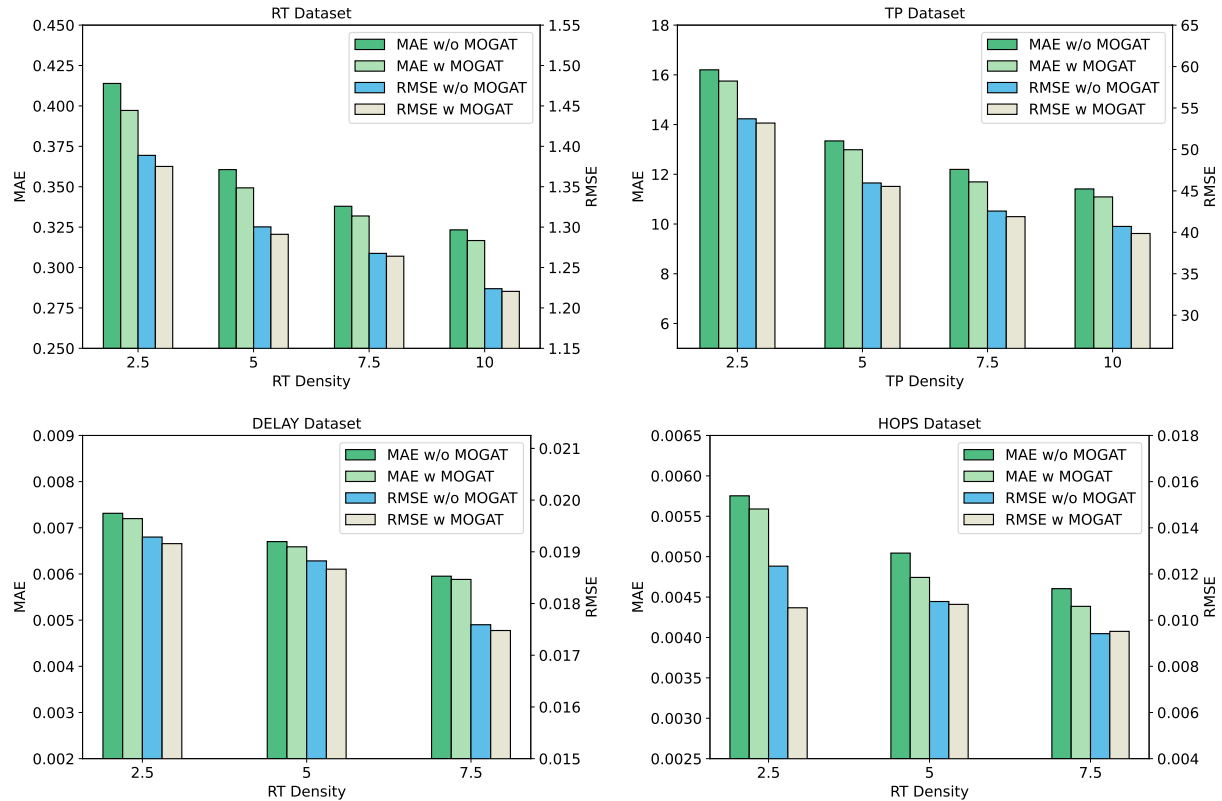 RT Dataset
0.450
0.425
0.400
0.375
0.350
0.325
0.300
0.275
0.250
MAE
1.55
1.50
1.45
1.40
1.35
1.30
1.25
1.20
1.15
RMSE
MAE w/o MOGAT
MAE w MOGAT
RMSE w/o MOGAT
RMSE w MOGAT
2.5 5 7.5 10
RT Density
TP Dataset
18
16
14
12
10
8
6
MAE
65
60
55
50
45
40
35
30
RMSE
MAE w/o MOGAT
MAE w MOGAT
RMSE w/o MOGAT
RMSE w MOGAT
2.5 5 7.5 10
TP Density
DELAY Dataset
0.009
0.008
0.007
0.006
0.005
0.004
0.003
0.002
MAE
0.021
0.020
0.019
0.018
0.017
0.016
0.015
RMSE
MAE w/o MOGAT
MAE w MOGAT
RMSE w/o MOGAT
RMSE w MOGAT
2.5 5 7.5
RT Density
HOPS Dataset
0.0065
0.0060
0.0055
0.0050
0.0045
0.0040
0.0035
0.0030
0.0025
MAE
0.018
0.016
0.014
0.012
0.010
0.008
0.006
0.004
RMSE
MAE w/o MOGAT
MAE w MOGAT
RMSE w/o MOGAT
RMSE w MOGAT
2.5 5 7.5
RT Density